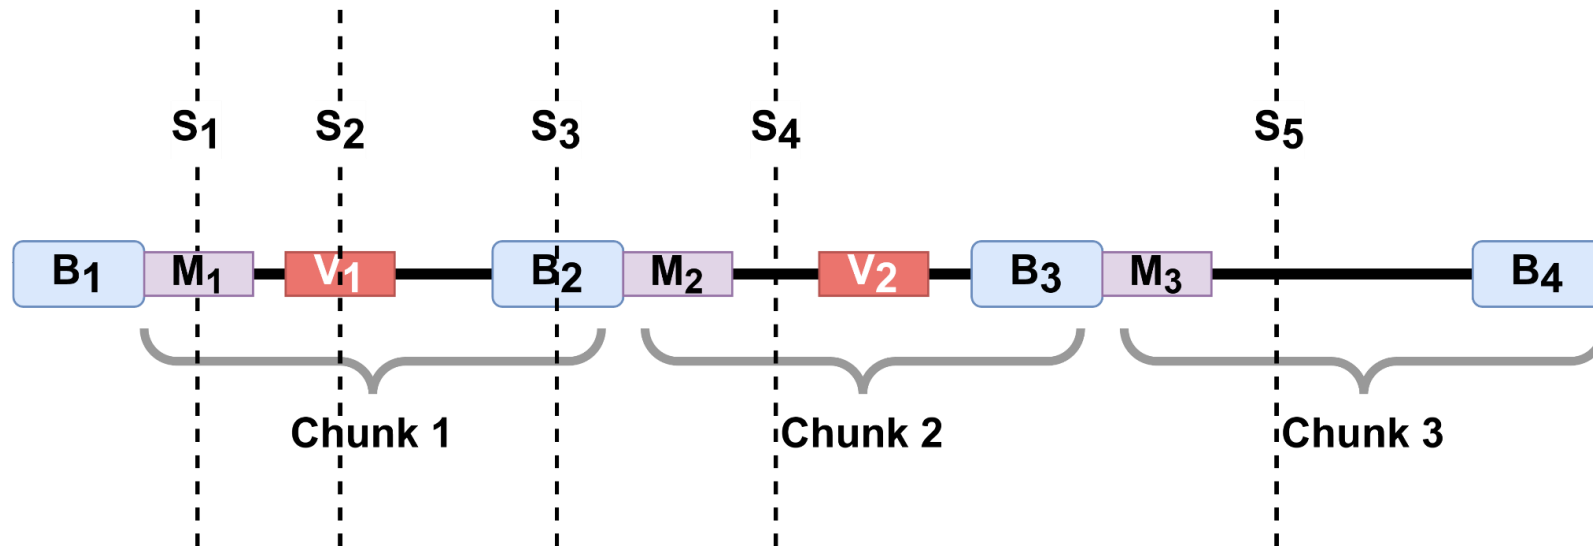 S1 S2 S3 S4 S5
B1 M1 V1 B2 M2 V2 B3 M3 B4
Chunk 1 Chunk 2 Chunk 3